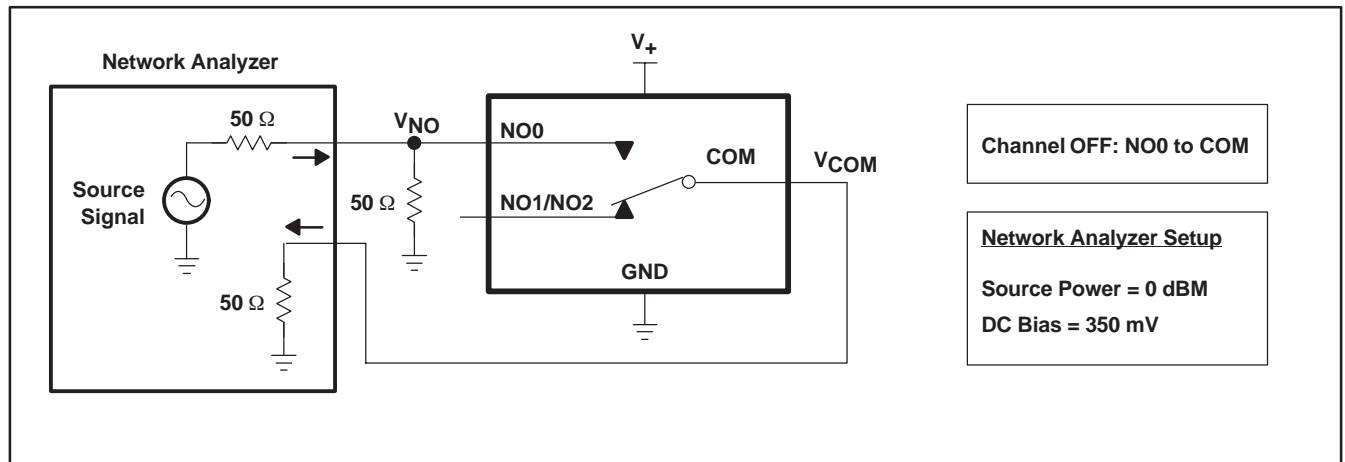 Network Analyzer
50 Ω
Source
Signal
50 Ω
VNO
50 Ω
V+
NO0
COM
NO1/NO2
GND
VCOM
Channel OFF: NO0 to COM
Network Analyzer Setup
Source Power = 0 dBM
DC Bias = 350 mV